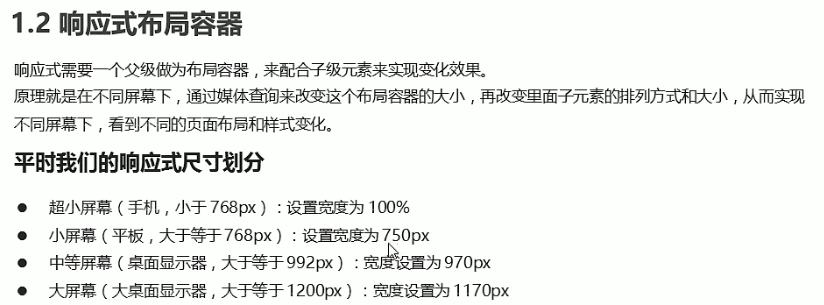 1.2 响应式布局容器
响应式需要一个父级做为布局容器，来配合子级元素来实现变化效果。
原理就是在不同屏幕下，通过媒体查询来改变这个布局容器的大小，再改变里面子元素的排列方式和大小，从而实现
不同屏幕下，看到不同的页面布局和样式变化。
平时我们的响应式尺寸划分
● 超小屏幕（手机，小于 768px）：设置宽度为 100%
● 小屏幕（平板，大于等于 768px）：设置宽度为 750px
● 中等屏幕（桌面显示器，大于等于 992px）：宽度设置为 970px
● 大屏幕（大桌面显示器，大于等于 1200px）：宽度设置为 1170px